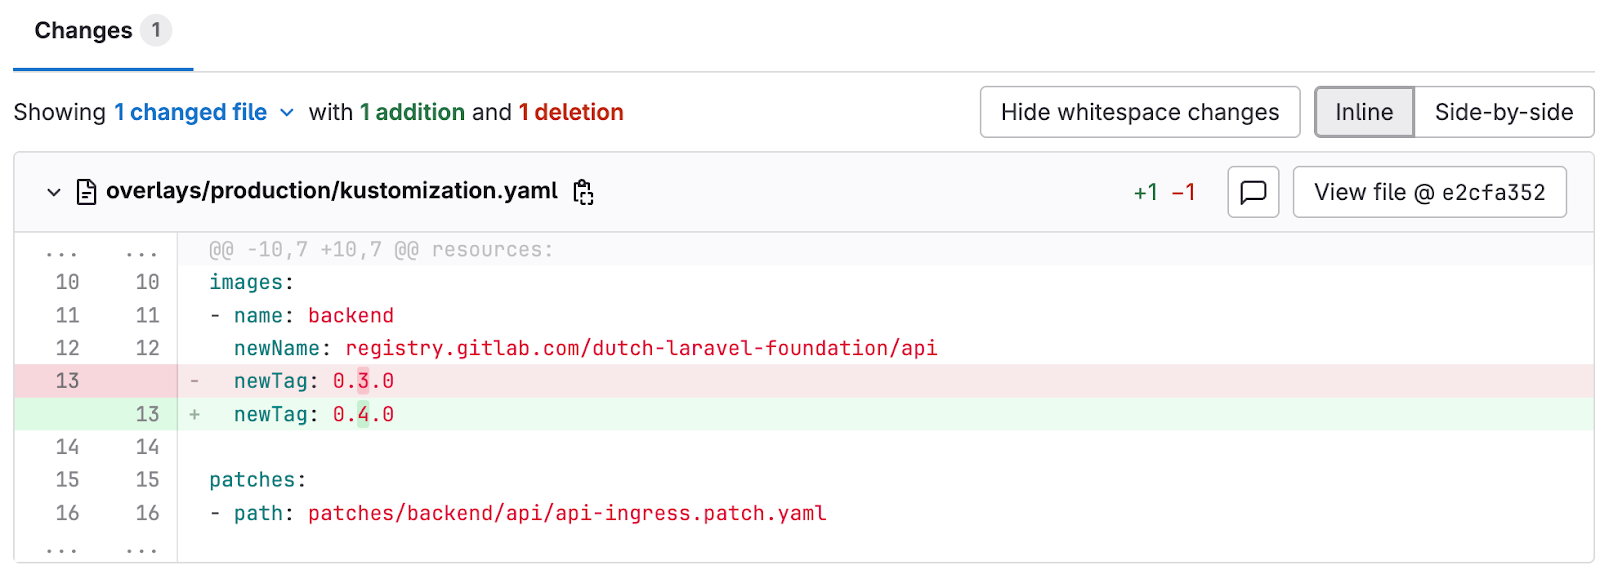 Changes 1
Showing 1 changed file with 1 addition and 1 deletion Hide whitespace changes Inline Side-by-side
overlays/production/kustomization.yaml +1 −1 View file @ e2cfa352
... ... @@ -10,7 +10,7 @@ resources:
10 10 images:
11 11 - name: backend
12 12 newName: registry.gitlab.com/dutch-laravel-foundation/api
13 - newTag: 0.3.0
13 + newTag: 0.4.0
14 14
15 15 patches:
16 16 - path: patches/backend/api/api-ingress.patch.yaml
... ...